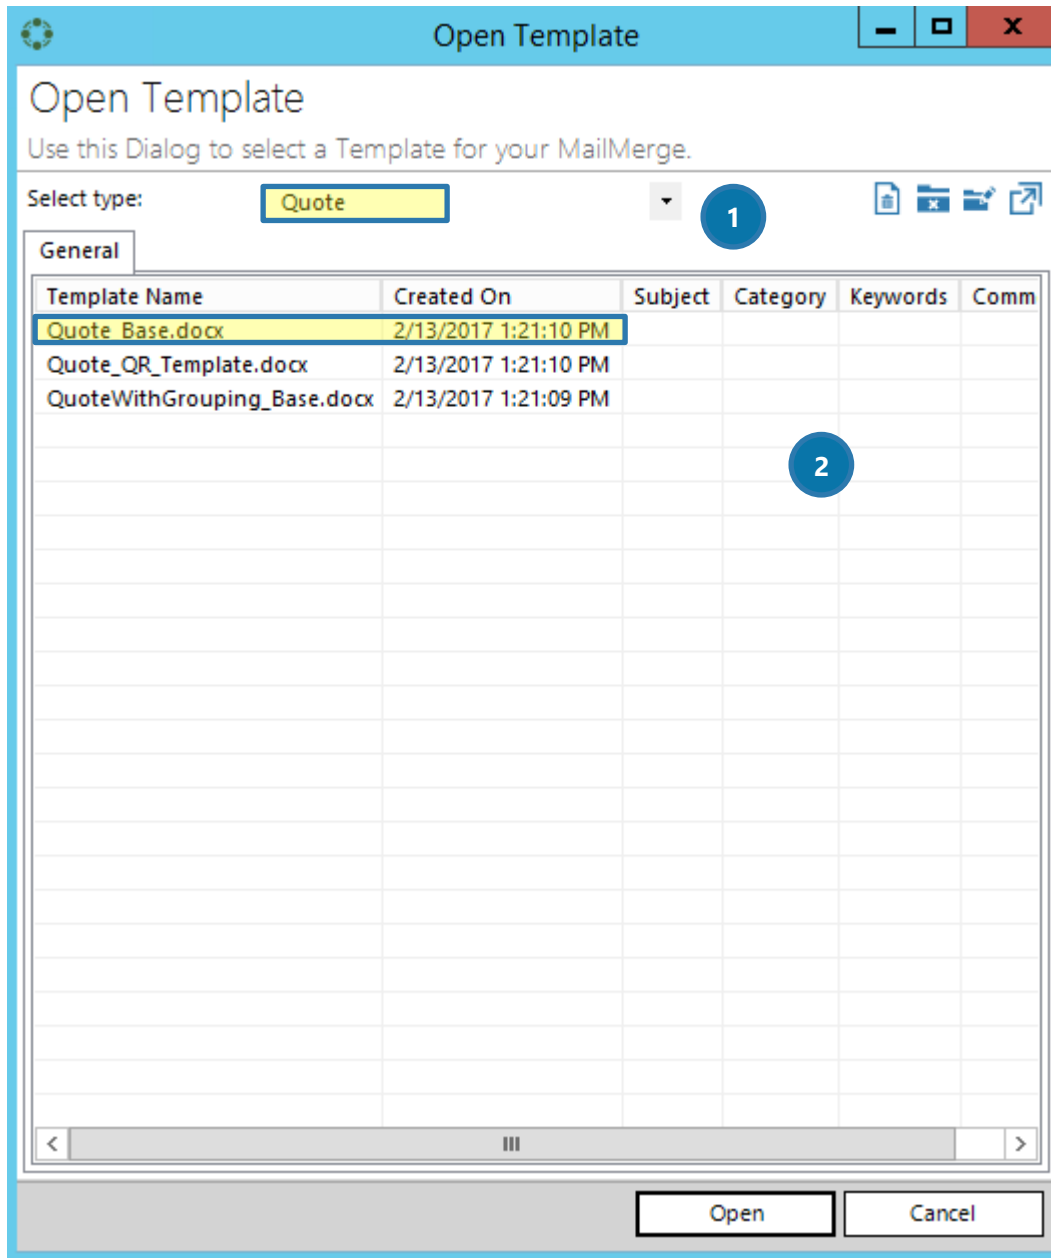 Open Template
Open Template
Use this Dialog to select a Template for your MailMerge.
Select type: Quote 1
General
Template Name Created On Subject Category Keywords Comm
Quote_Base.docx 2/13/2017 1:21:10 PM
Quote_QR_Template.docx 2/13/2017 1:21:10 PM
QuoteWithGrouping_Base.docx 2/13/2017 1:21:09 PM
2
Open Cancel